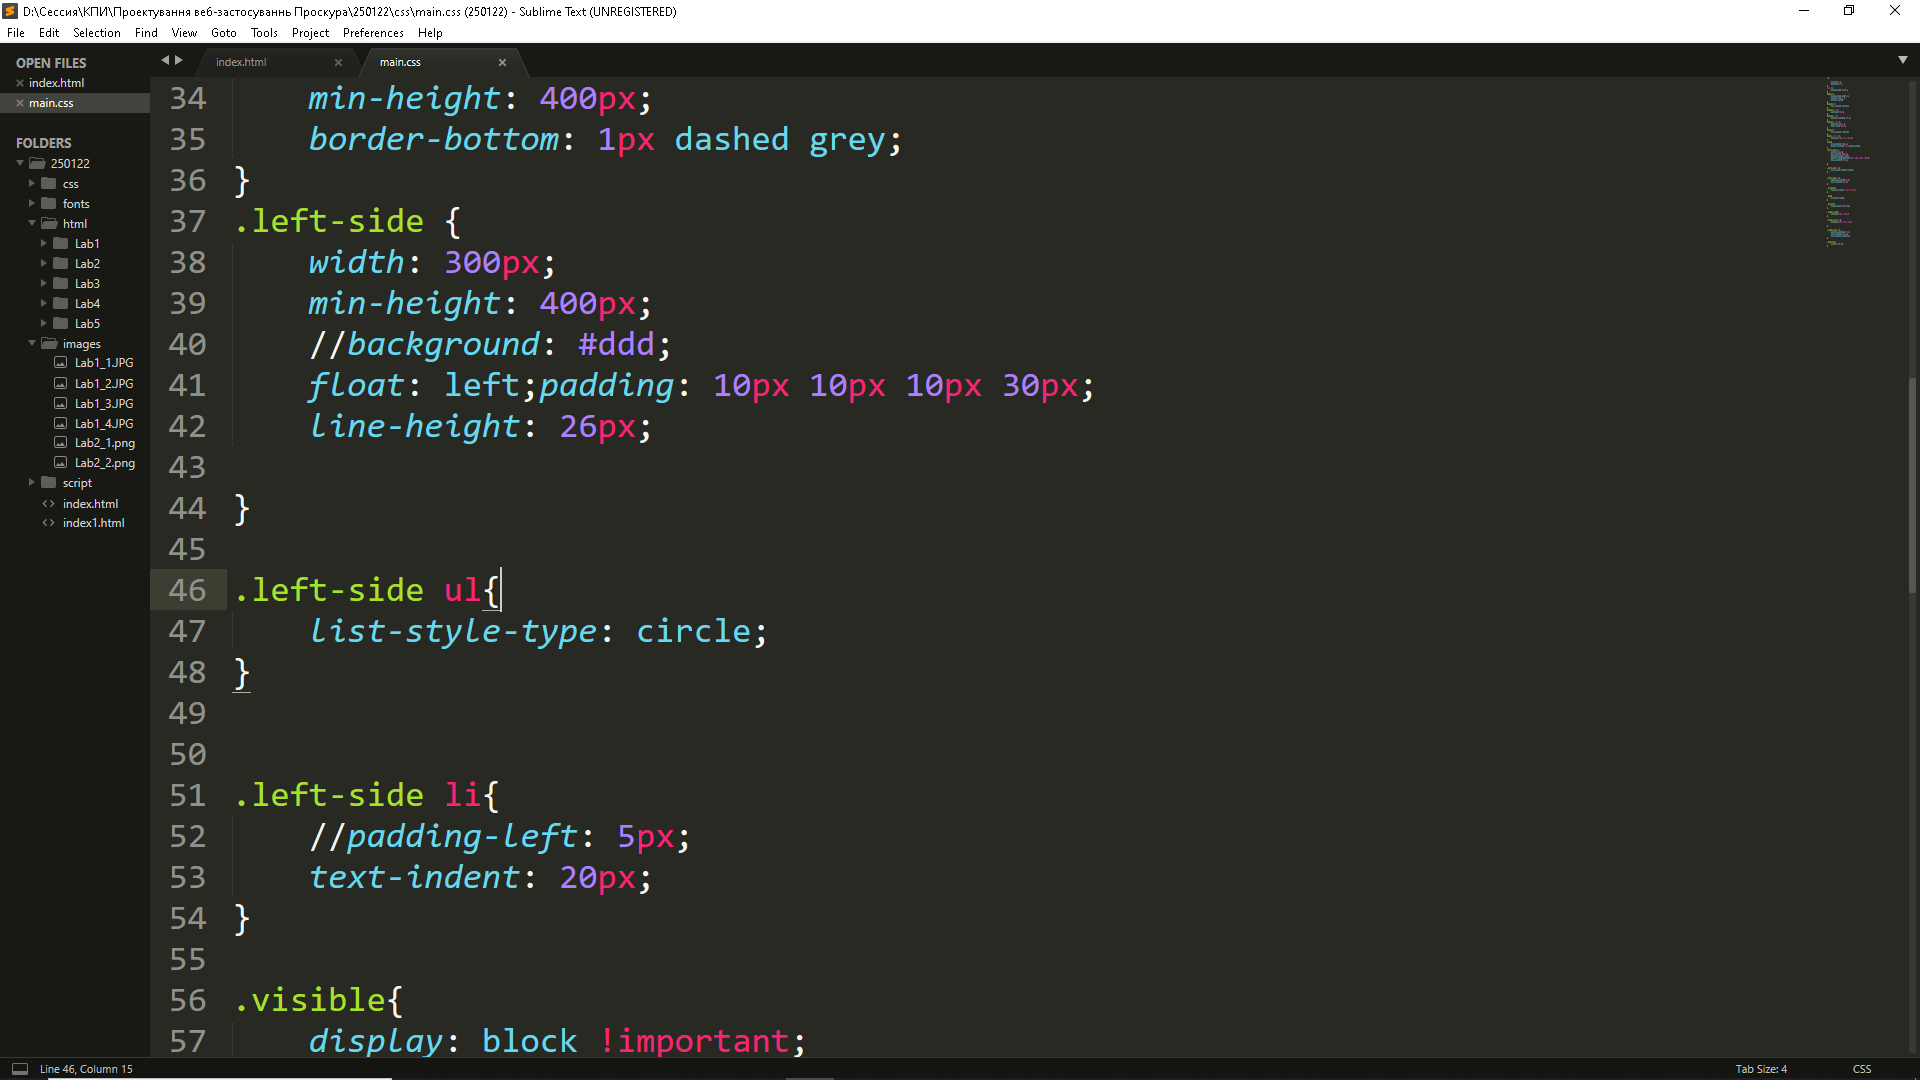 D:\Сессия\КПИ\Проектування веб-застосуваннь Проскура\250122\css\main.css (250122) - Sublime Text (UNREGISTERED)
File Edit Selection Find View Goto Tools Project Preferences Help
OPEN FILES
index.html
main.css
FOLDERS
250122
css
fonts
html
Lab1
Lab2
Lab3
Lab4
Lab5
images
Lab1_1.JPG
Lab1_2.JPG
Lab1_3.JPG
Lab1_4.JPG
Lab2_1.png
Lab2_2.png
script
index.html
index1.html
index.html main.css
34 min-height: 400px;
35 border-bottom: 1px dashed grey;
36 }
37 .left-side {
38 width: 300px;
39 min-height: 400px;
40 //background: #ddd;
41 float: left;padding: 10px 10px 10px 30px;
42 line-height: 26px;
43
44 }
45
46 .left-side ul{
47 list-style-type: circle;
48 }
49
50
51 .left-side li{
52 //padding-left: 5px;
53 text-indent: 20px;
54 }
55
56 .visible{
57 display: block !important;
Line 46, Column 15 Tab Size: 4 CSS